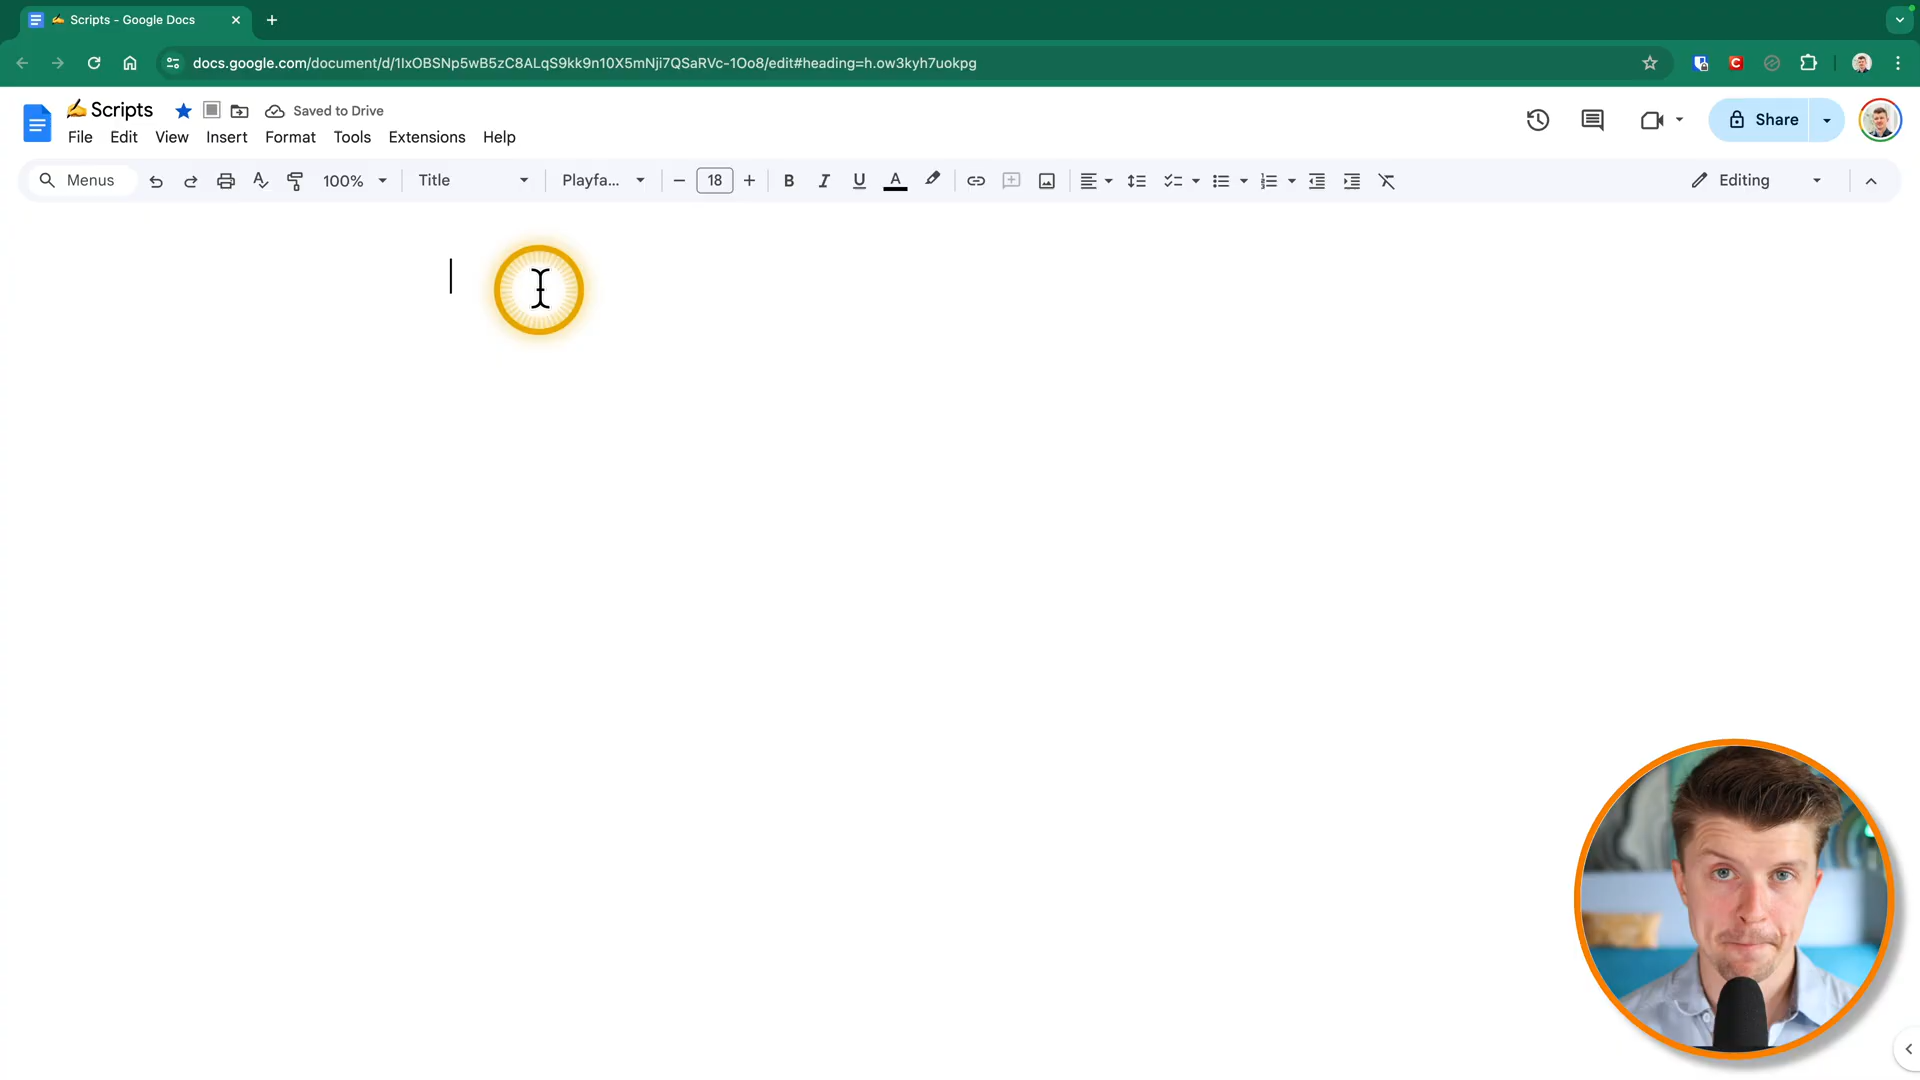 ✍️ Scripts - Google Docs
docs.google.com/document/d/1IxOBSNp5wB5zC8ALqS9kk9n10X5mNji7QSaRVc-1Oo8/edit#heading=h.ow3kyh7uokpg
✍️ Scripts
Saved to Drive
File Edit View Insert Format Tools Extensions Help
Share
Menus
100%
Title
Playfa...
18
B
I
U
A
Editing